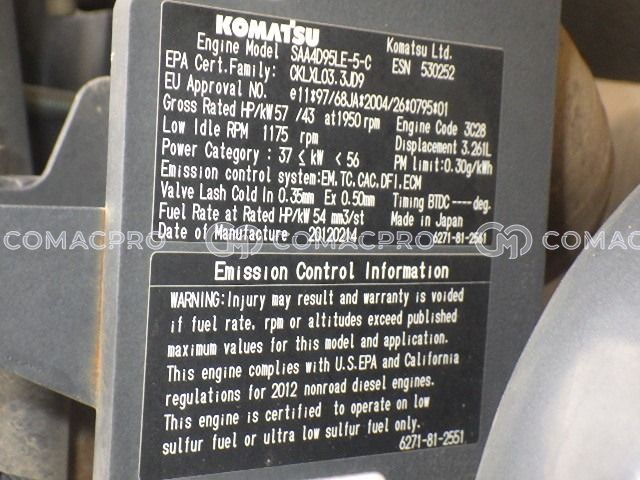 KOMATSU
Engine Model SAA4D95LE-5-C Komatsu Ltd.
EPA Cert.Family: CKLXL03.3JD9 ESN 530252
EU Approval NO. e11*97/68JA*2004/26*0795*01
Gross Rated HP/kW 57 /43 at 1950 rpm Engine Code 3C28
Low Idle RPM 1175 rpm Displacement 3.261L
Power Category : 37 ≤ kW < 56 PM limit:0.30g/kWh
Emission control system:EM.TC.CAC.DFI.ECM
Valve Lash Cold In 0.35mm Ex 0.50mm Timing BTDC ----deg.
Fuel Rate at Rated HP/kW 54 mm3/st Made in Japan
Date of Manufacture 20120214 6271-81-2541
COMACPRO COMACPRO COMACPRO
Emission Control Information
WARNING:Injury may result and warranty is voided
if fuel rate, rpm or altitudes exceed published
maximum values for this model and application.
This engine complies with U.S.EPA and California
regulations for 2012 nonroad diesel engines.
This engine is certified to operate on low
sulfur fuel or ultra low sulfur fuel only.
6271-81-2551